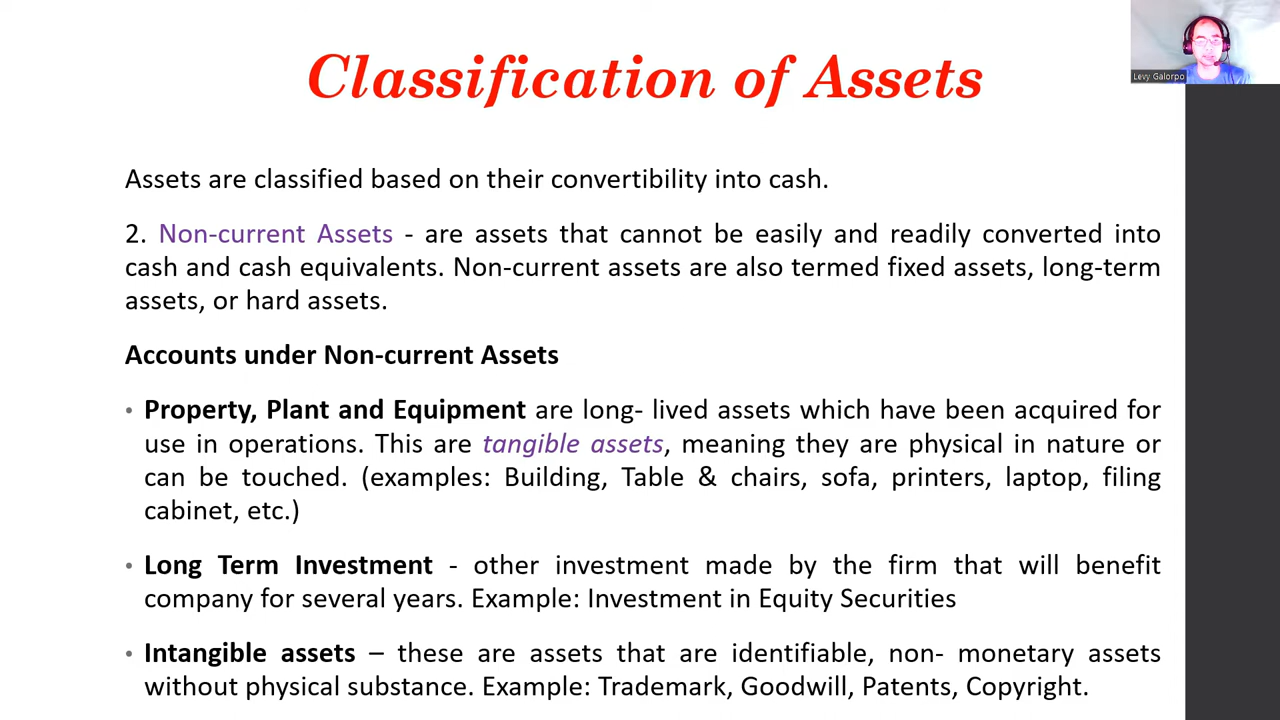 Classification of Assets
Levy Galorpo
Assets are classified based on their convertibility into cash.
2. Non-current Assets - are assets that cannot be easily and readily converted into
cash and cash equivalents. Non-current assets are also termed fixed assets, long-term
assets, or hard assets.
Accounts under Non-current Assets
• Property, Plant and Equipment are long- lived assets which have been acquired for
use in operations. This are tangible assets, meaning they are physical in nature or
can be touched. (examples: Building, Table & chairs, sofa, printers, laptop, filing
cabinet, etc.)
• Long Term Investment - other investment made by the firm that will benefit
company for several years. Example: Investment in Equity Securities
• Intangible assets – these are assets that are identifiable, non- monetary assets
without physical substance. Example: Trademark, Goodwill, Patents, Copyright.